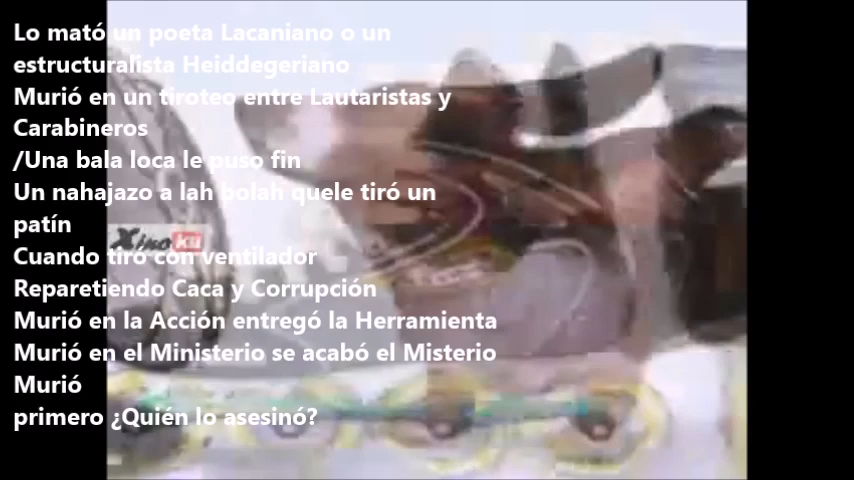 Lo mató un poeta Lacaniano o un
estructuralista Heiddegeriano
Murió en un tiroteo entre Lautaristas y
Carabineros
/Una bala loca le puso fin
Un nahajazo a lah bolah quele tiró un
patín
Xinoku
Cuando tiró con ventilador
Reparetiendo Caca y Corrupción
Murió en la Acción entregó la Herramienta
Murió en el Ministerio se acabó el Misterio
Murió
primero ¿Quién lo asesinó?